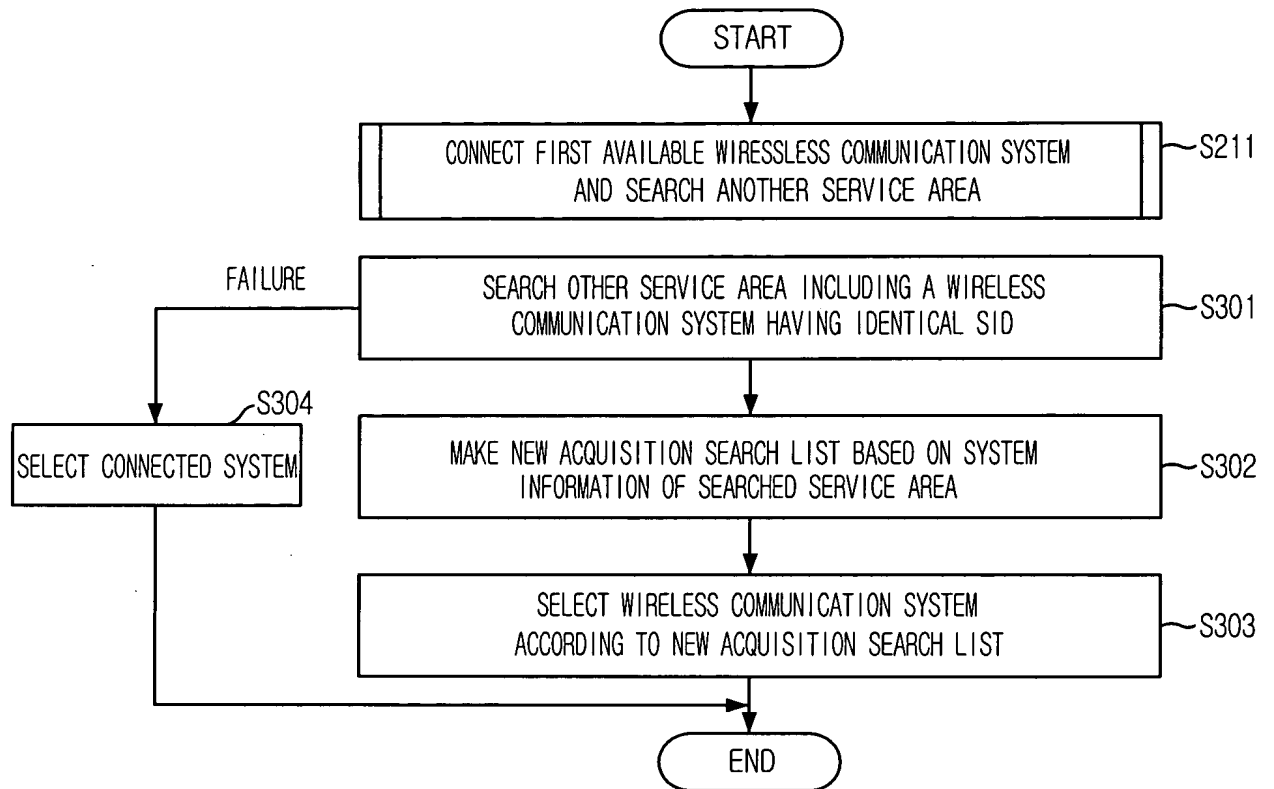 START
CONNECT FIRST AVAILABLE WIRESSLESS COMMUNICATION SYSTEM
AND SEARCH ANOTHER SERVICE AREA
S211
FAILURE
SEARCH OTHER SERVICE AREA INCLUDING A WIRELESS
COMMUNICATION SYSTEM HAVING IDENTICAL SID
S301
S304
SELECT CONNECTED SYSTEM
MAKE NEW ACQUISITION SEARCH LIST BASED ON SYSTEM
INFORMATION OF SEARCHED SERVICE AREA
S302
SELECT WIRELESS COMMUNICATION SYSTEM
ACCORDING TO NEW ACQUISITION SEARCH LIST
S303
END